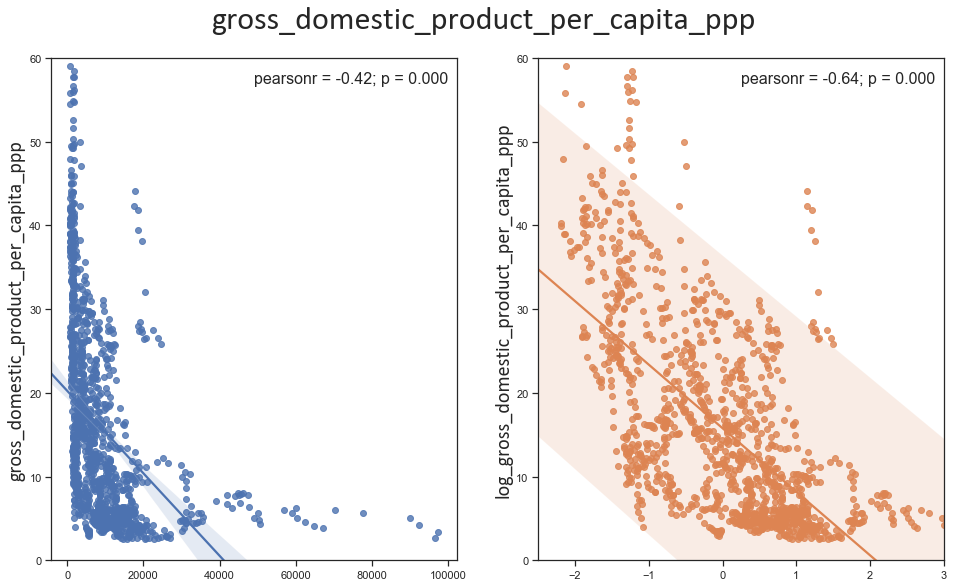 gross_domestic_product_per_capita_ppp
pearsonr = -0.42; p = 0.000
gross_domestic_product_per_capita_ppp
60
50
40
30
20
10
0
0 20000 40000 60000 80000 100000
pearsonr = -0.64; p = 0.000
log_gross_domestic_product_per_capita_ppp
60
50
40
30
20
10
0
−2 −1 0 1 2 3